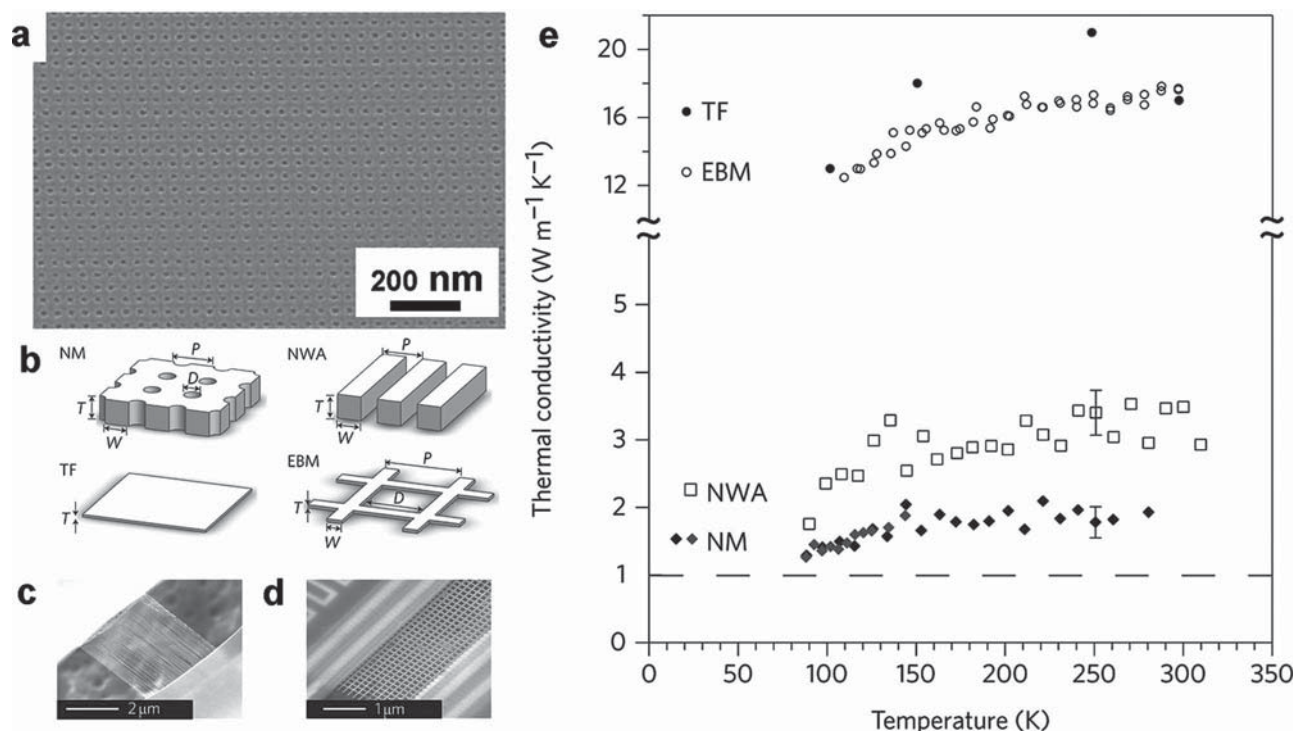 a
200 nm
b
NM
P
D
T
W
NWA
P
T
W
TF
T
EBM
P
D
T
W
c
2 µm
d
1 µm
e
Thermal conductivity (W m⁻¹ K⁻¹)
20
16
12
5
4
3
2
1
0
TF
EBM
NWA
NM
0 50 100 150 200 250 300 350
Temperature (K)